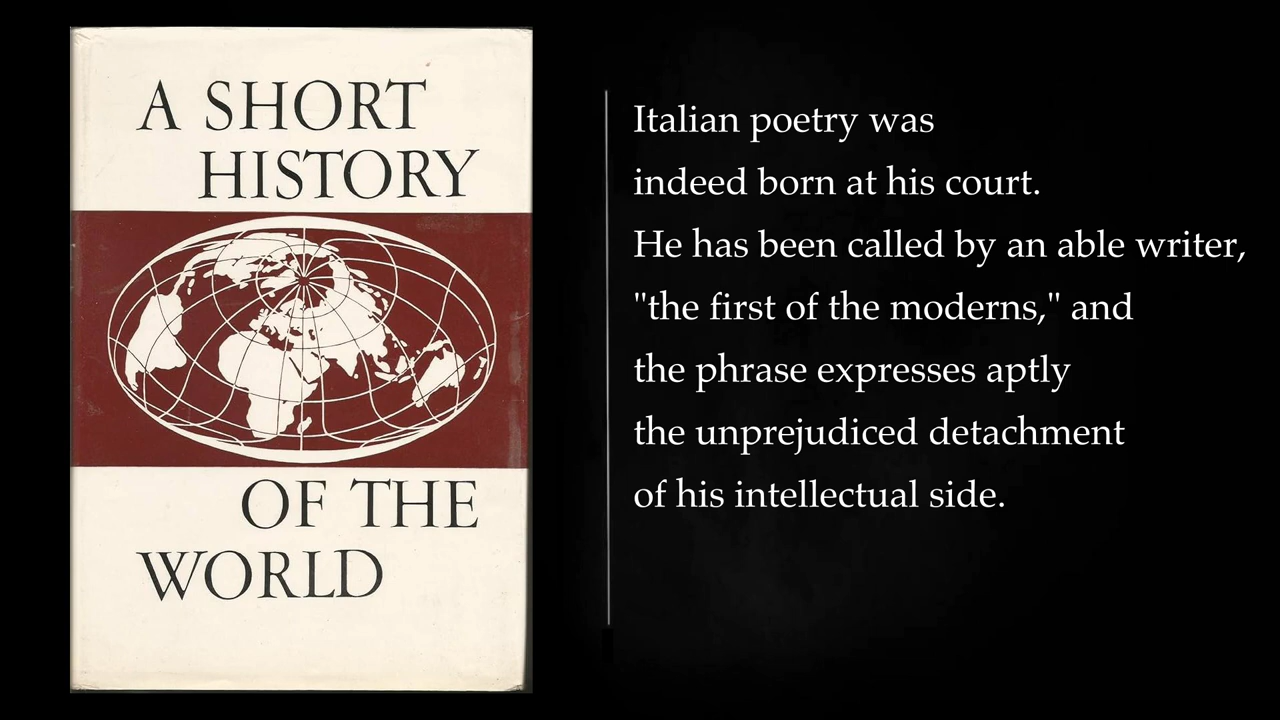 A SHORT
HISTORY
OF THE
WORLD
Italian poetry was
indeed born at his court.
He has been called by an able writer,
"the first of the moderns," and
the phrase expresses aptly
the unprejudiced detachment
of his intellectual side.